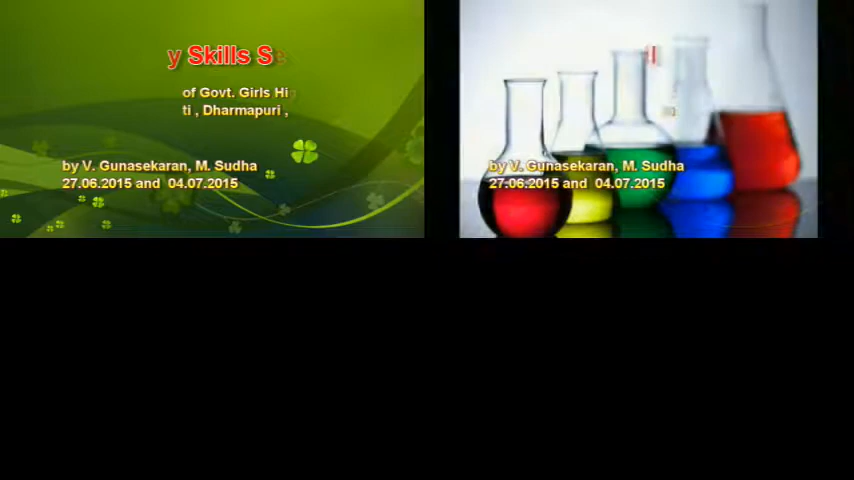 y Skills S
of Govt. Girls Hi
ti , Dharmapuri ,
by V. Gunasekaran, M. Sudha
27.06.2015 and 04.07.2015
by V. Gunasekaran, M. Sudha
27.06.2015 and 04.07.2015